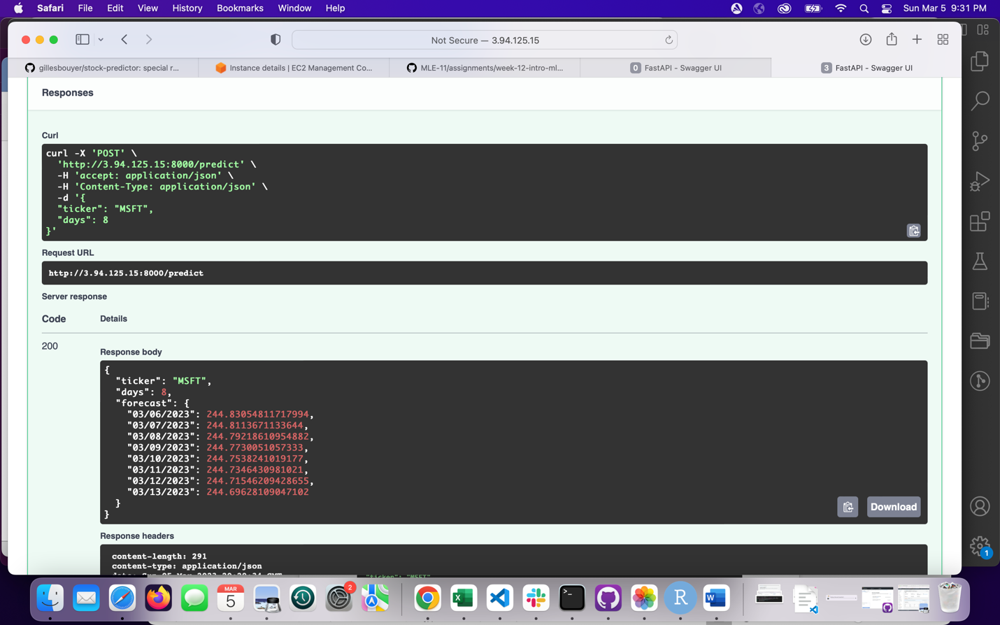 Safari File Edit View History Bookmarks Window Help Sun Mar 5 9:31 PM
Not Secure — 3.94.125.15
gillesbouyer/stock-predictor: special r... Instance details | EC2 Management Co... MLE-11/assignments/week-12-intro-ml... 0 FastAPI - Swagger UI 3 FastAPI - Swagger UI
Responses
Curl
curl -X 'POST' \
'http://3.94.125.15:8000/predict' \
-H 'accept: application/json' \
-H 'Content-Type: application/json' \
-d '{
"ticker": "MSFT",
"days": 8
}'
Request URL
http://3.94.125.15:8000/predict
Server response
Code Details
200
Response body
{
"ticker": "MSFT",
"days": 8,
"forecast": {
"03/06/2023": 244.83054811717994,
"03/07/2023": 244.8113671133644,
"03/08/2023": 244.79218610954882,
"03/09/2023": 244.7730051057333,
"03/10/2023": 244.7538241019177,
"03/11/2023": 244.7346430981021,
"03/12/2023": 244.71546209428655,
"03/13/2023": 244.69628109047102
}
}
Download
Response headers
content-length: 291
content-type: application/json
1
"ticker": "MSFT"
MAR
5
2
X
>_
R
W